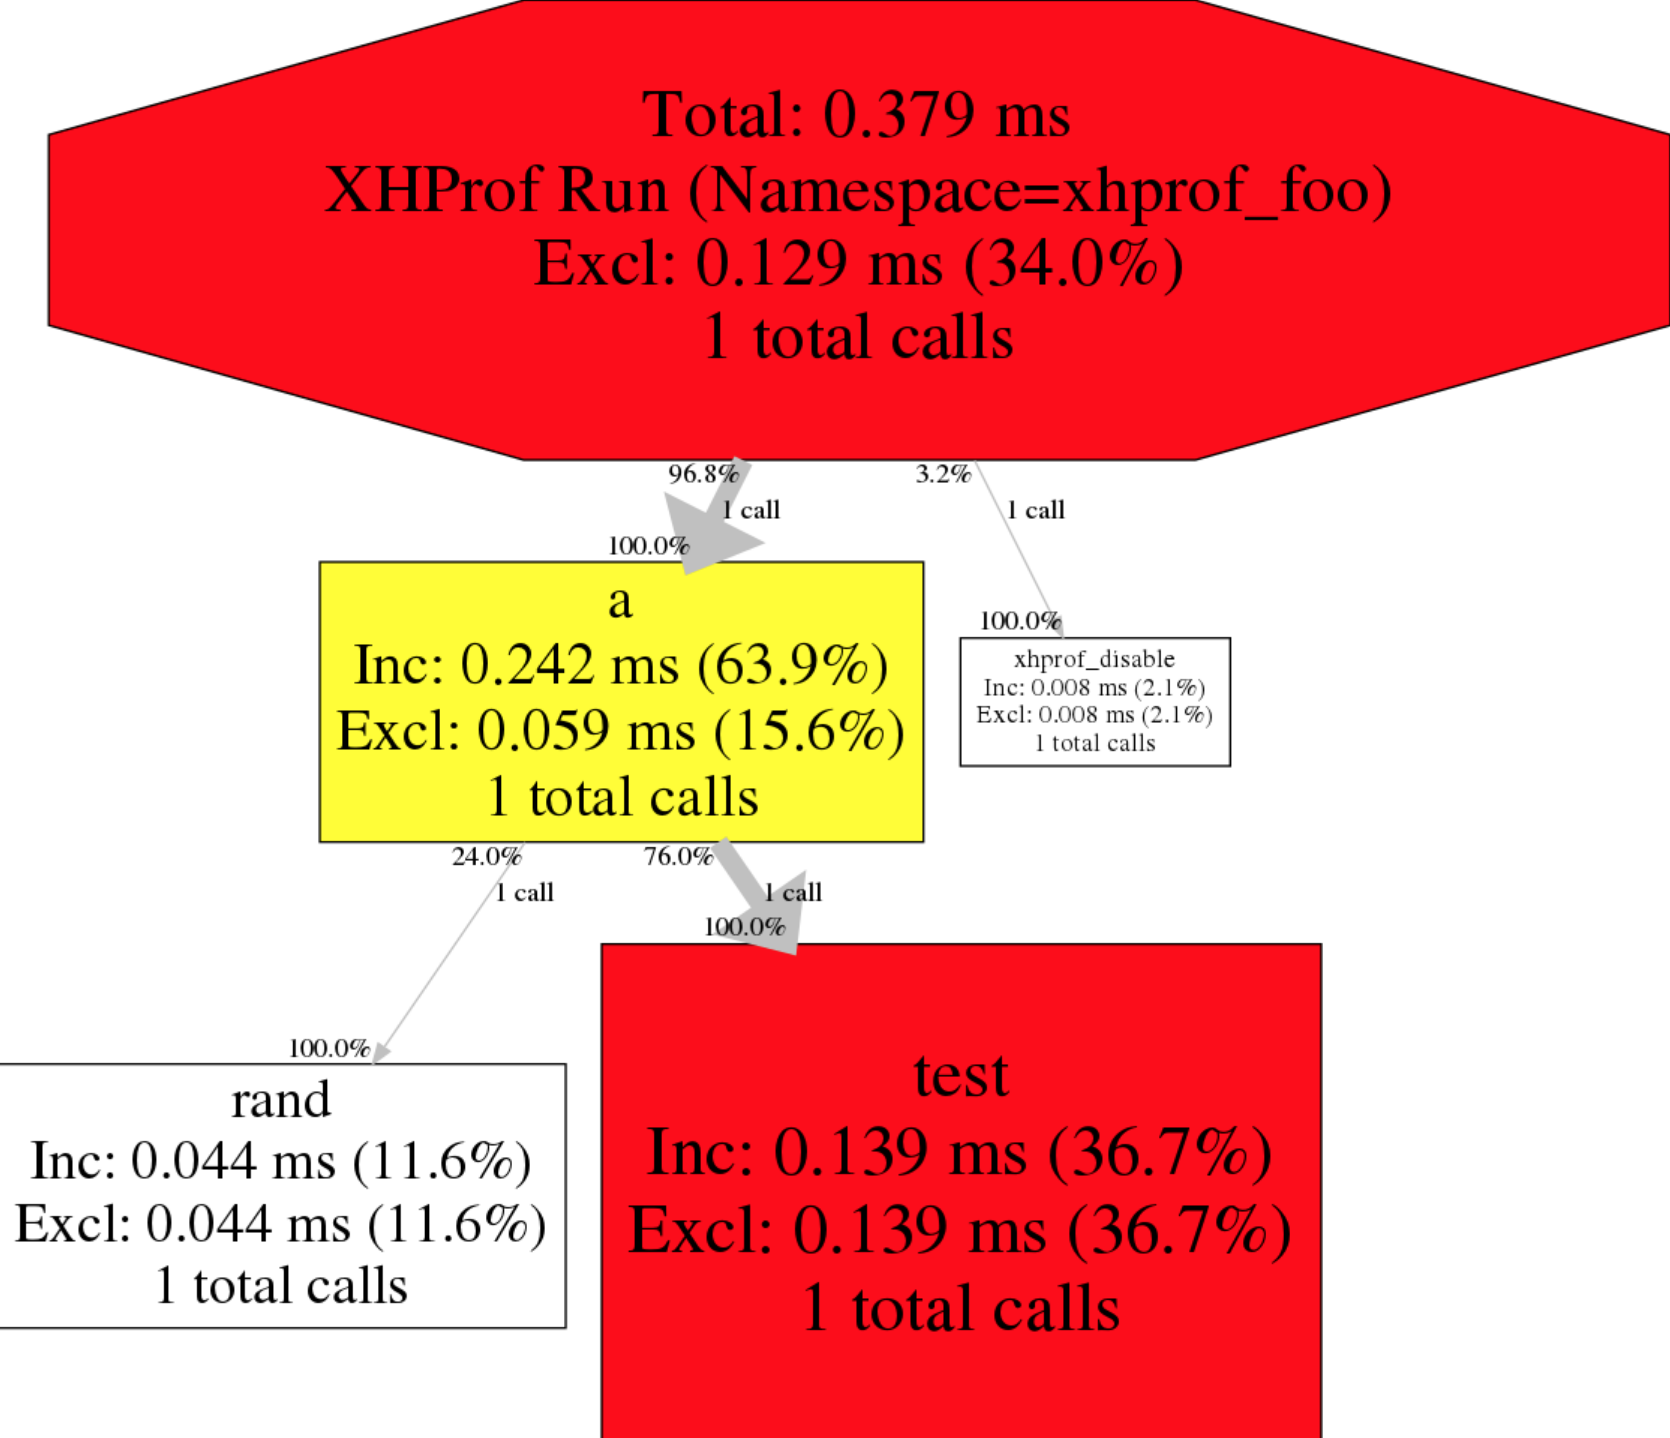 Total: 0.379 ms
XHProf Run (Namespace=xhprof_foo)
Excl: 0.129 ms (34.0%)
1 total calls
96.8%
3.2%
1 call
1 call
100.0%
a
Inc: 0.242 ms (63.9%)
Excl: 0.059 ms (15.6%)
1 total calls
100.0%
xhprof_disable
Inc: 0.008 ms (2.1%)
Excl: 0.008 ms (2.1%)
1 total calls
24.0%
76.0%
1 call
1 call
100.0%
rand
Inc: 0.044 ms (11.6%)
Excl: 0.044 ms (11.6%)
1 total calls
100.0%
test
Inc: 0.139 ms (36.7%)
Excl: 0.139 ms (36.7%)
1 total calls